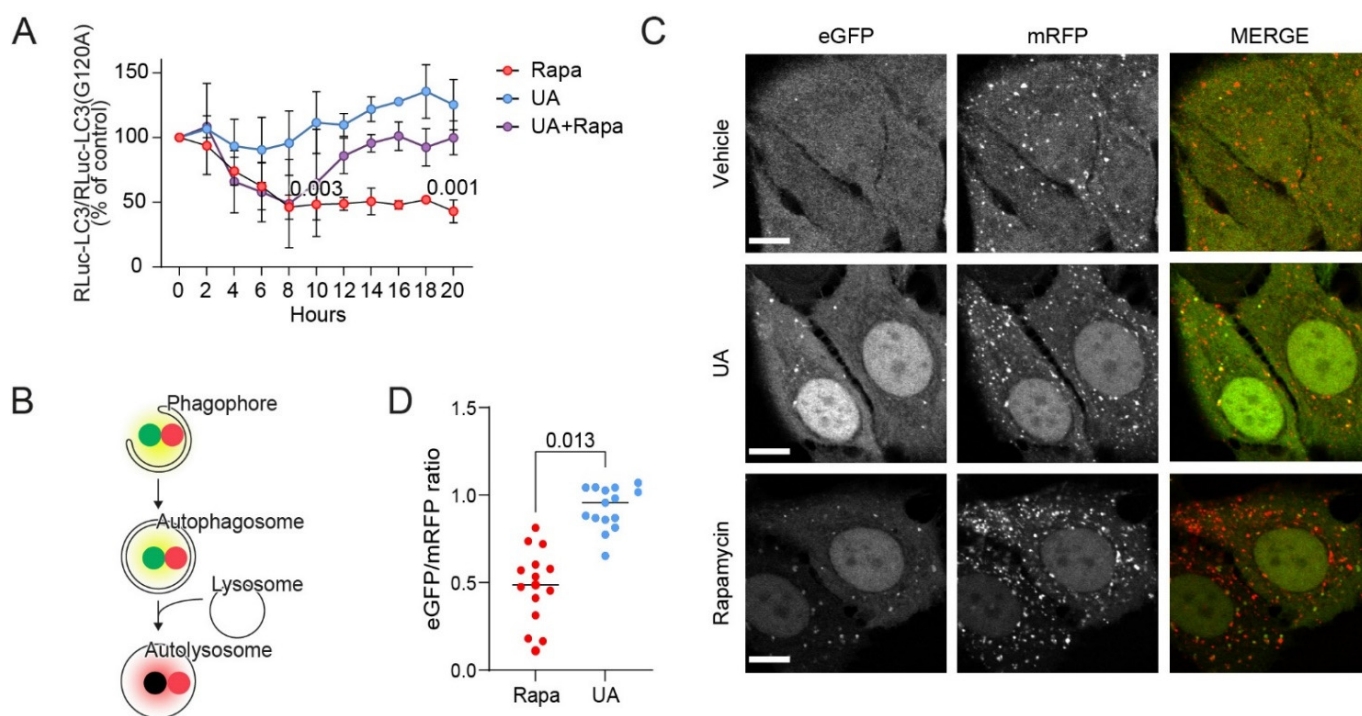 A
RLuc-LC3/RLuc-LC3(G120A)
(% of control)
150
100
50
0
0.003
0.001
0 2 4 6 8 10 12 14 16 18 20
Hours
Rapa
UA
UA+Rapa
B
Phagophore
Autophagosome
Lysosome
Autolysosome
D
eGFP/mRFP ratio
1.5
1.0
0.5
0.0
0.013
Rapa UA
C
eGFP mRFP MERGE
Vehicle
UA
Rapamycin